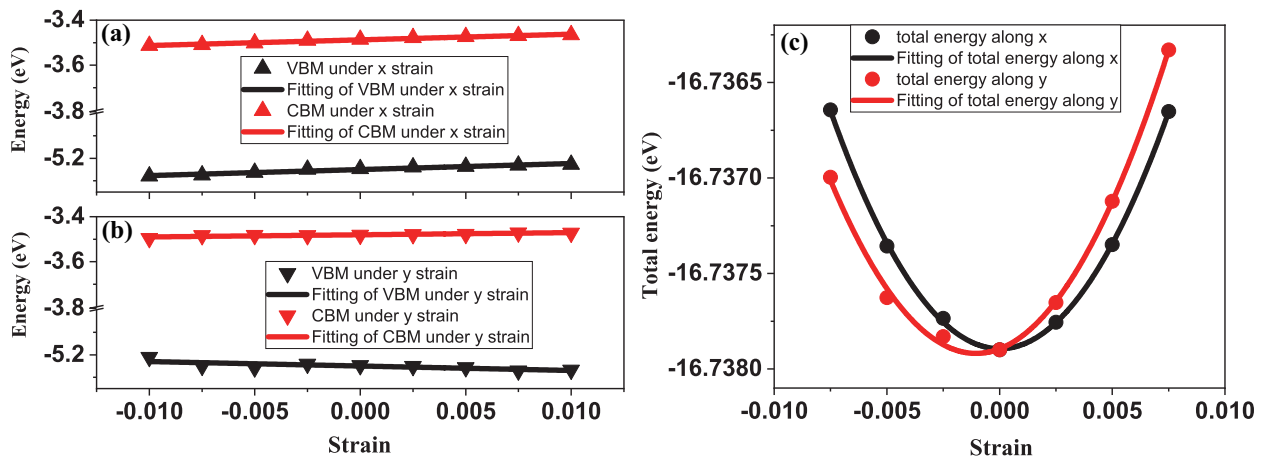 (a)
Energy (eV)
-3.4
-3.6
-3.8
-5.2
VBM under x strain
Fitting of VBM under x strain
CBM under x strain
Fitting of CBM under x strain
(b)
Energy (eV)
-3.4
-3.6
-3.8
-5.2
VBM under y strain
Fitting of VBM under y strain
CBM under y strain
Fitting of CBM under y strain
-0.010 -0.005 0.000 0.005 0.010
Strain
(c)
Total energy (eV)
-16.7365
-16.7370
-16.7375
-16.7380
total energy along x
Fitting of total energy along x
total energy along y
Fitting of total energy along y
-0.010 -0.005 0.000 0.005 0.010
Strain